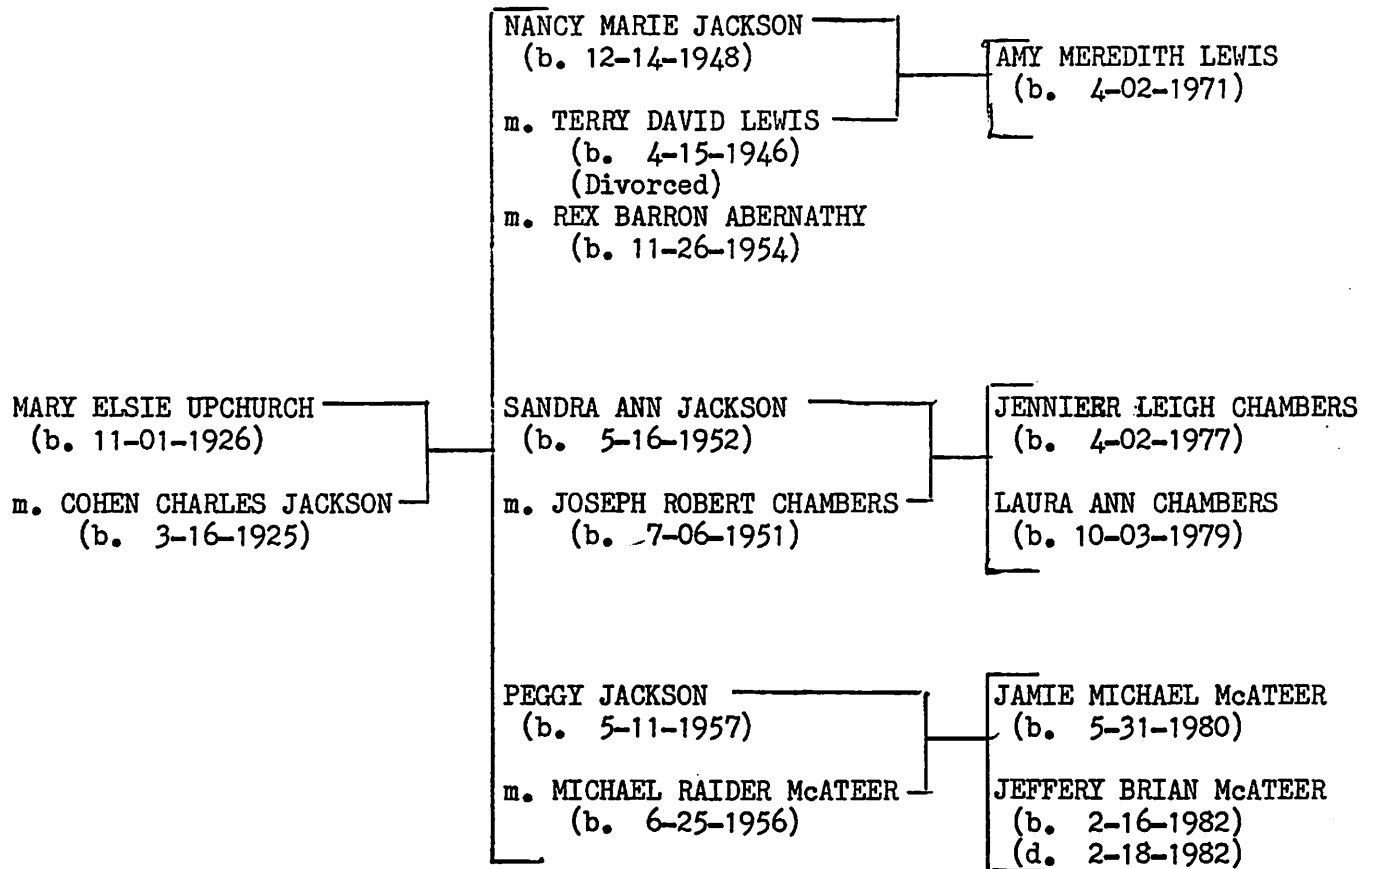 NANCY MARIE JACKSON
(b. 12-14-1948)
m. TERRY DAVID LEWIS
(b. 4-15-1946)
(Divorced)
m. REX BARRON ABERNATHY
(b. 11-26-1954)
AMY MEREDITH LEWIS
(b. 4-02-1971)
MARY ELSIE UPCHURCH
(b. 11-01-1926)
m. COHEN CHARLES JACKSON
(b. 3-16-1925)
SANDRA ANN JACKSON
(b. 5-16-1952)
m. JOSEPH ROBERT CHAMBERS
(b. 7-06-1951)
JENNIERR LEIGH CHAMBERS
(b. 4-02-1977)
LAURA ANN CHAMBERS
(b. 10-03-1979)
PEGGY JACKSON
(b. 5-11-1957)
m. MICHAEL RAIDER McATEER
(b. 6-25-1956)
JAMIE MICHAEL McATEER
(b. 5-31-1980)
JEFFERY BRIAN McATEER
(b. 2-16-1982)
(d. 2-18-1982)